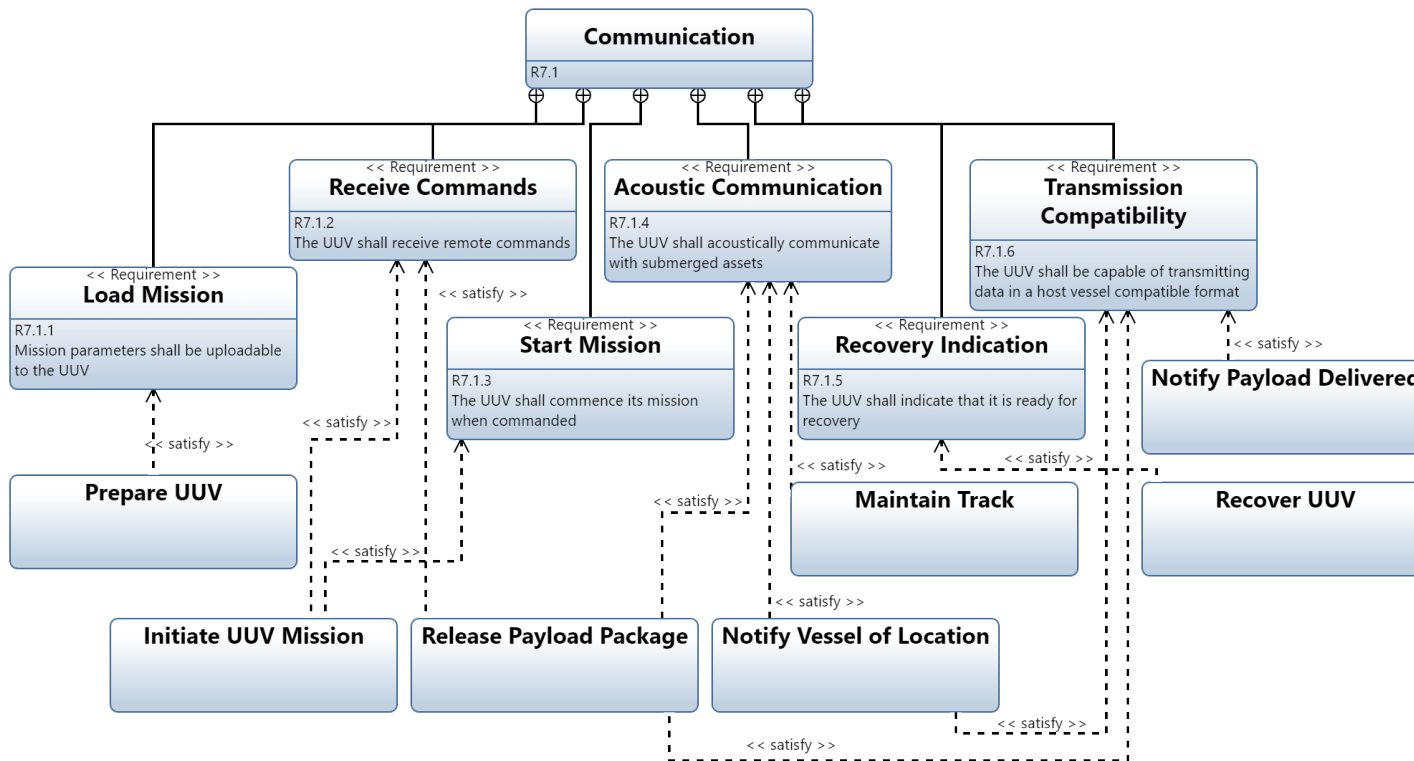 Communication
R7.1
<< Requirement >>
Receive Commands
R7.1.2
The UUV shall receive remote commands
<< Requirement >>
Acoustic Communication
R7.1.4
The UUV shall acoustically communicate
with submerged assets
<< Requirement >>
Transmission
Compatibility
R7.1.6
The UUV shall be capable of transmitting
data in a host vessel compatible format
<< Requirement >>
Load Mission
R7.1.1
Mission parameters shall be uploadable
to the UUV
<< satisfy >>
<< Requirement >>
Start Mission
R7.1.3
The UUV shall commence its mission
when commanded
<< Requirement >>
Recovery Indication
R7.1.5
The UUV shall indicate that it is ready for
recovery
<< satisfy >>
Notify Payload Delivered
<< satisfy >>
<< satisfy >>
<< satisfy >>
<< satisfy >>
<< satisfy >>
Prepare UUV
Maintain Track
Recover UUV
<< satisfy >>
<< satisfy >>
Initiate UUV Mission
Release Payload Package
Notify Vessel of Location
<< satisfy >>
<< satisfy >>
<< satisfy >>